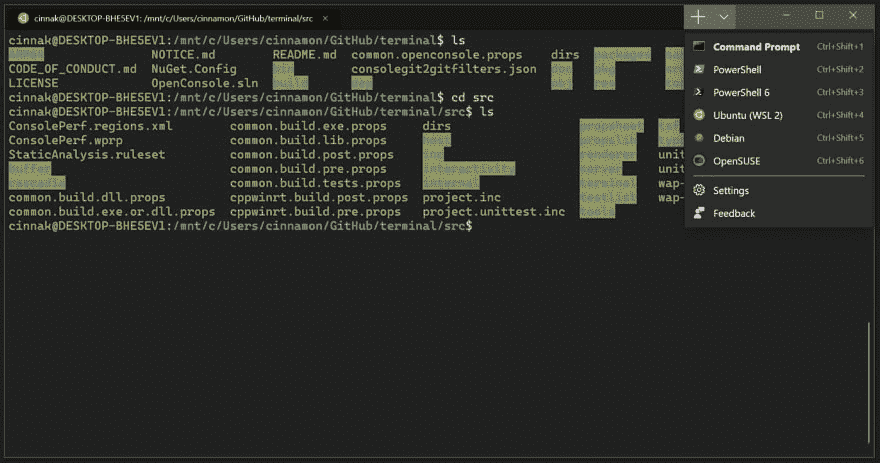 cinnak@DESKTOP-BHE5EV1: /mnt/c/Users/cinnamon/GitHub/terminal/src
cinnak@DESKTOP-BHE5EV1:/mnt/c/Users/cinnamon/GitHub/terminal$ ls
NOTICE.md README.md common.openconsole.props dirs
CODE_OF_CONDUCT.md NuGet.Config consolegit2gitfilters.json
LICENSE OpenConsole.sln
cinnak@DESKTOP-BHE5EV1:/mnt/c/Users/cinnamon/GitHub/terminal$ cd src
cinnak@DESKTOP-BHE5EV1:/mnt/c/Users/cinnamon/GitHub/terminal/src$ ls
ConsolePerf.regions.xml common.build.exe.props dirs
ConsolePerf.wprp common.build.lib.props
StaticAnalysis.ruleset common.build.post.props unit
common.build.pre.props
common.build.tests.props wap-
common.build.dll.props cppwinrt.build.post.props project.inc wap-
common.build.exe.or.dll.props cppwinrt.build.pre.props project.unittest.inc
cinnak@DESKTOP-BHE5EV1:/mnt/c/Users/cinnamon/GitHub/terminal/src$
Command Prompt Ctrl+Shift+1
PowerShell Ctrl+Shift+2
PowerShell 6 Ctrl+Shift+3
Ubuntu (WSL 2) Ctrl+Shift+4
Debian Ctrl+Shift+5
OpenSUSE Ctrl+Shift+6
Settings
Feedback